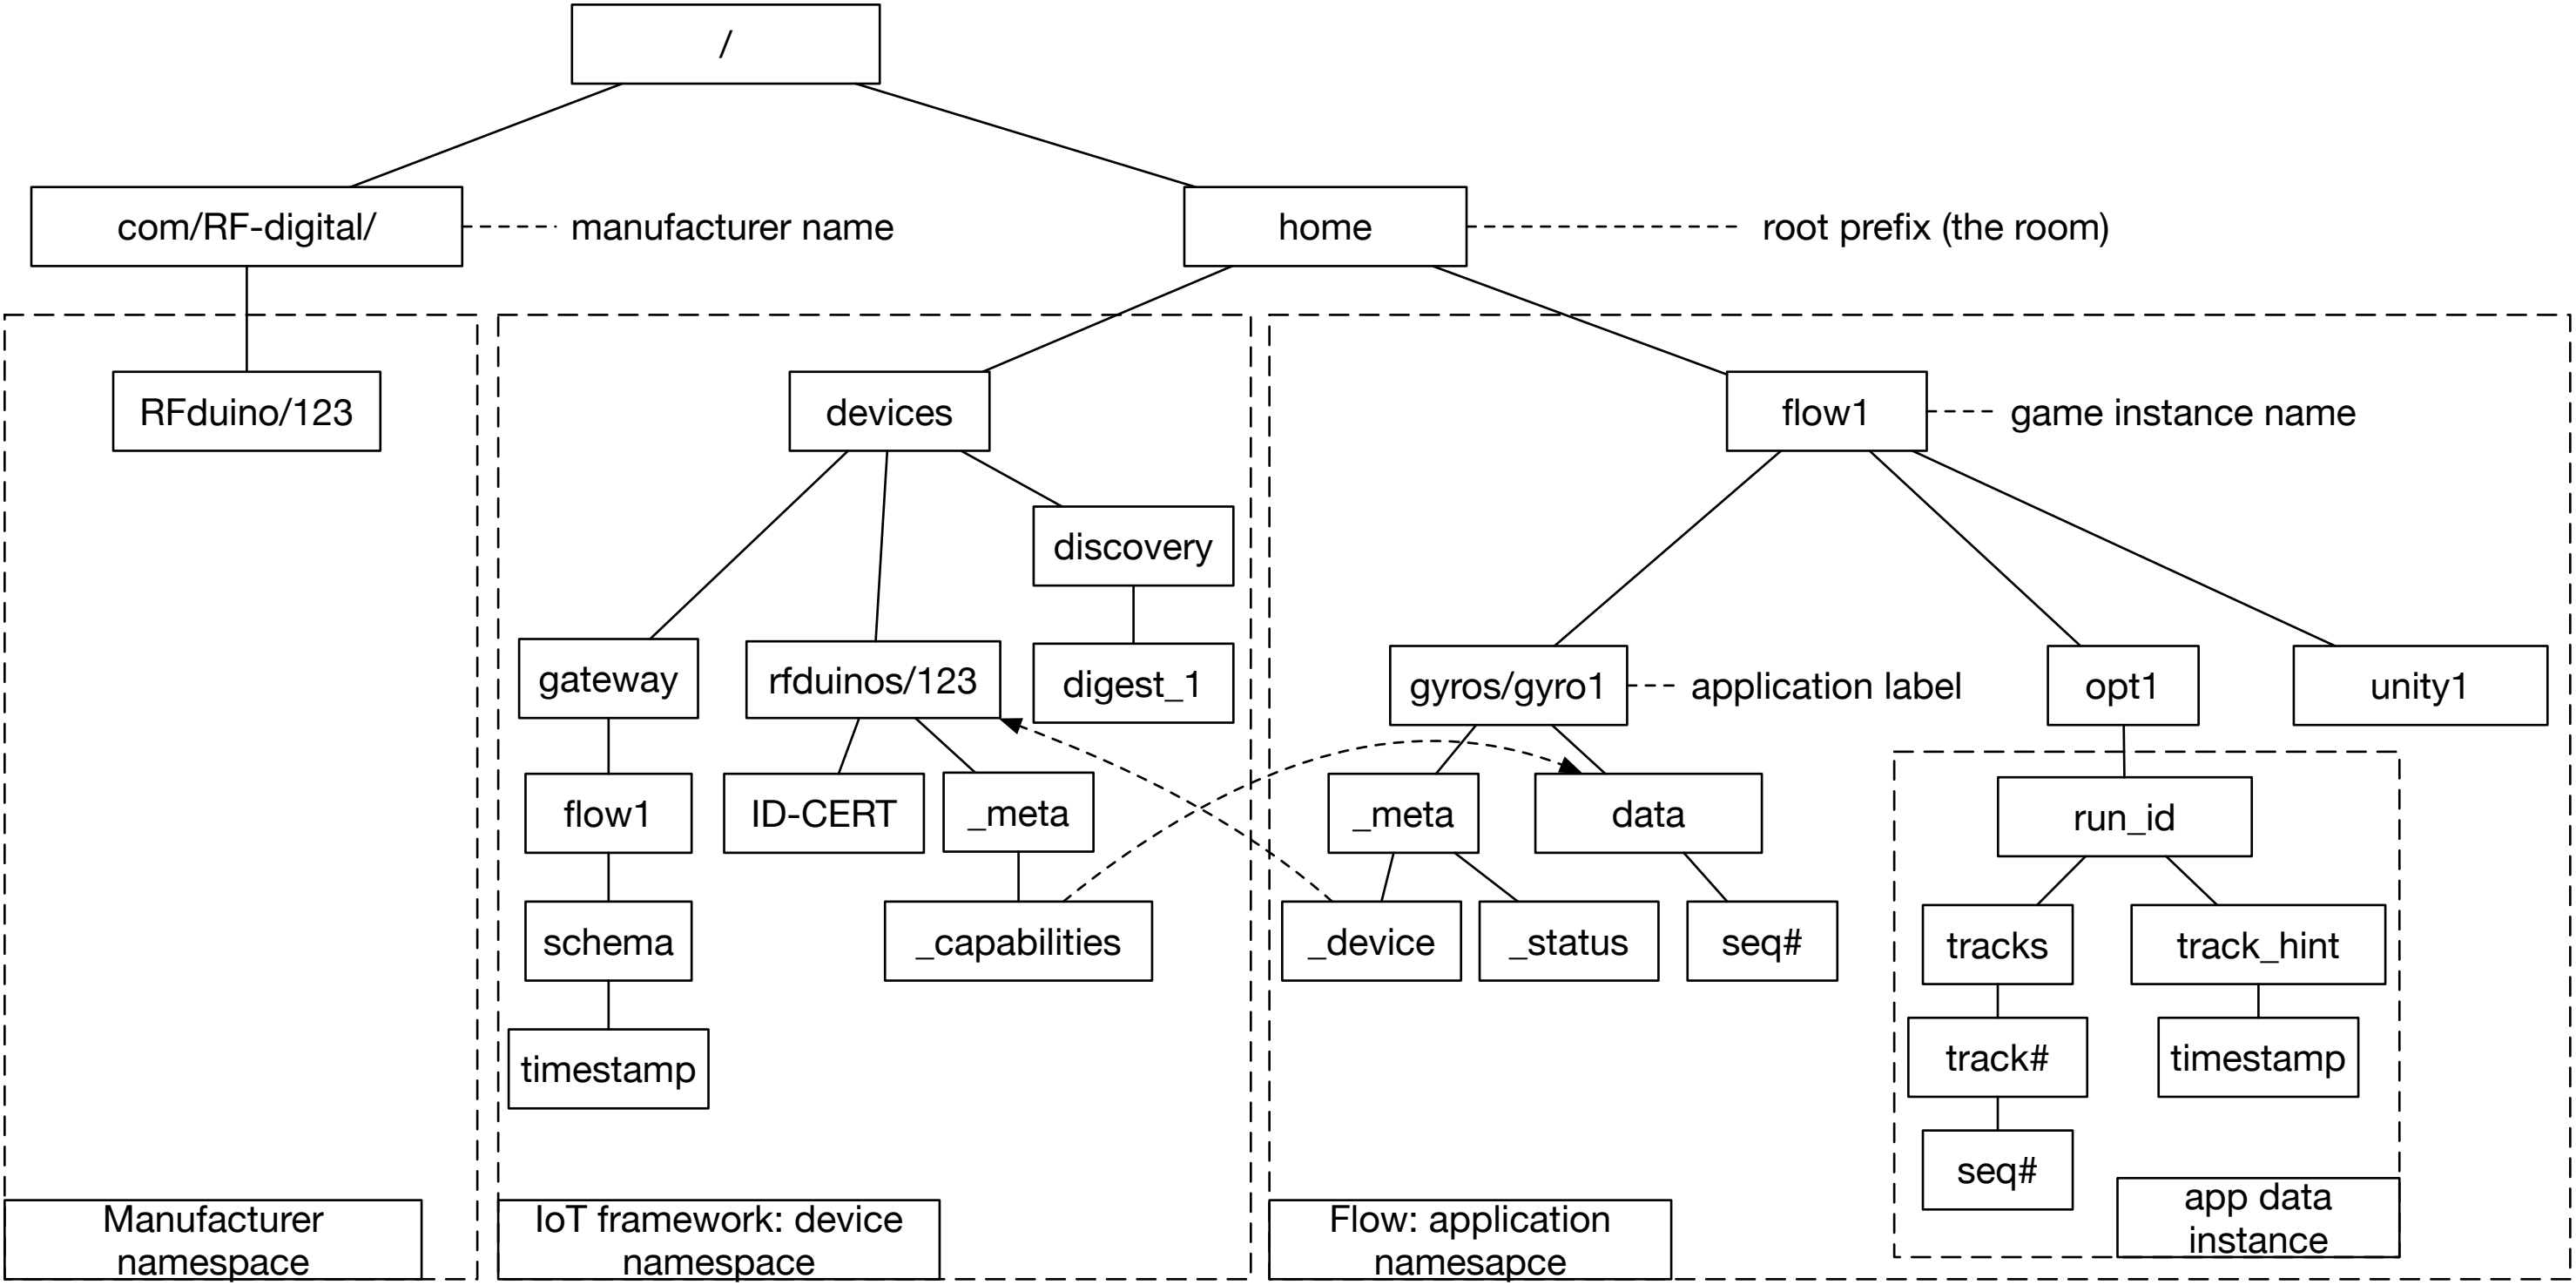 /
com/RF-digital/
manufacturer name
home
root prefix (the room)
RFduino/123
devices
flow1
game instance name
discovery
gateway
rfduinos/123
digest_1
gyros/gyro1
application label
opt1
unity1
flow1
ID-CERT
_meta
_meta
data
run_id
schema
_capabilities
_device
_status
seq#
tracks
track_hint
timestamp
track#
timestamp
seq#
Manufacturer
namespace
IoT framework: device
namespace
Flow: application
namesapce
app data
instance